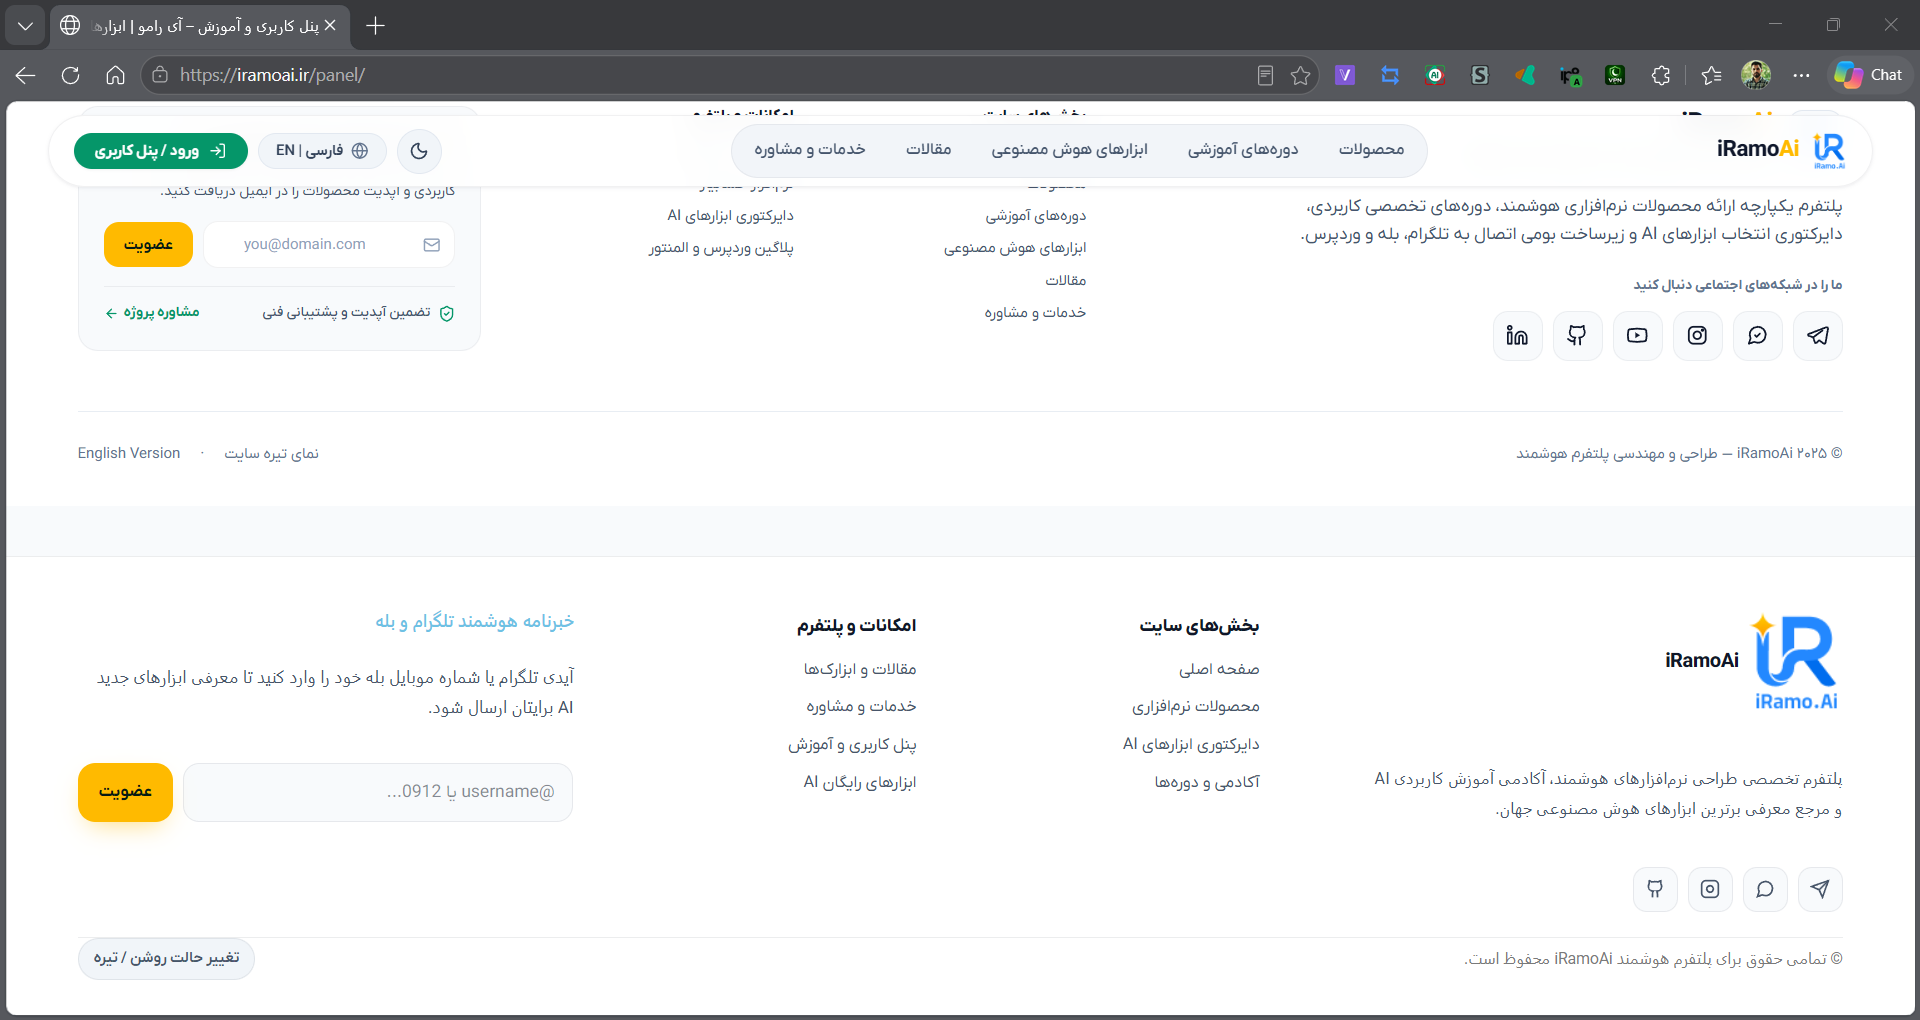 پنل کاربری و آموزش – آی رامو | ابزارها
https://iramoai.ir/panel/
Chat
iRamoAi
iRamo.Ai
محصولات
دوره‌های آموزشی
ابزارهای هوش مصنوعی
مقالات
خدمات و مشاوره
فارسی | EN
ورود / پنل کاربری
پلتفرم یکپارچه ارائه محصولات نرم‌افزاری هوشمند، دوره‌های تخصصی کاربردی،
دایرکتوری انتخاب ابزارهای AI و زیرساخت بومی اتصال به تلگرام، بله و وردپرس.
ما را در شبکه‌های اجتماعی دنبال کنید
بخش‌های سایت
محصولات
دوره‌های آموزشی
ابزارهای هوش مصنوعی
مقالات
خدمات و مشاوره
امکانات و پلتفرم
دایرکتوری ابزارهای AI
پلاگین وردپرس و المنتور
کاربردی و آپدیت محصولات را در ایمیل دریافت کنید.
you@domain.com
عضویت
تضمین آپدیت و پشتیبانی فنی
مشاوره پروژه
© ۲۰۲۵ iRamoAi — طراحی و مهندسی پلتفرم هوشمند
نمای تیره سایت · English Version
iRamoAi
iRamo.Ai
پلتفرم تخصصی طراحی نرم‌افزارهای هوشمند، آکادمی آموزش کاربردی AI
و مرجع معرفی برترین ابزارهای هوش مصنوعی جهان.
بخش‌های سایت
صفحه اصلی
محصولات نرم‌افزاری
دایرکتوری ابزارهای AI
آکادمی و دوره‌ها
امکانات و پلتفرم
مقالات و ابزارک‌ها
خدمات و مشاوره
پنل کاربری و آموزش
ابزارهای رایگان AI
خبرنامه هوشمند تلگرام و بله
آیدی تلگرام یا شماره موبایل بله خود را وارد کنید تا معرفی ابزارهای جدید
AI برایتان ارسال شود.
@username یا 0912...
عضویت
© تمامی حقوق برای پلتفرم هوشمند iRamoAi محفوظ است.
تغییر حالت روشن / تیره